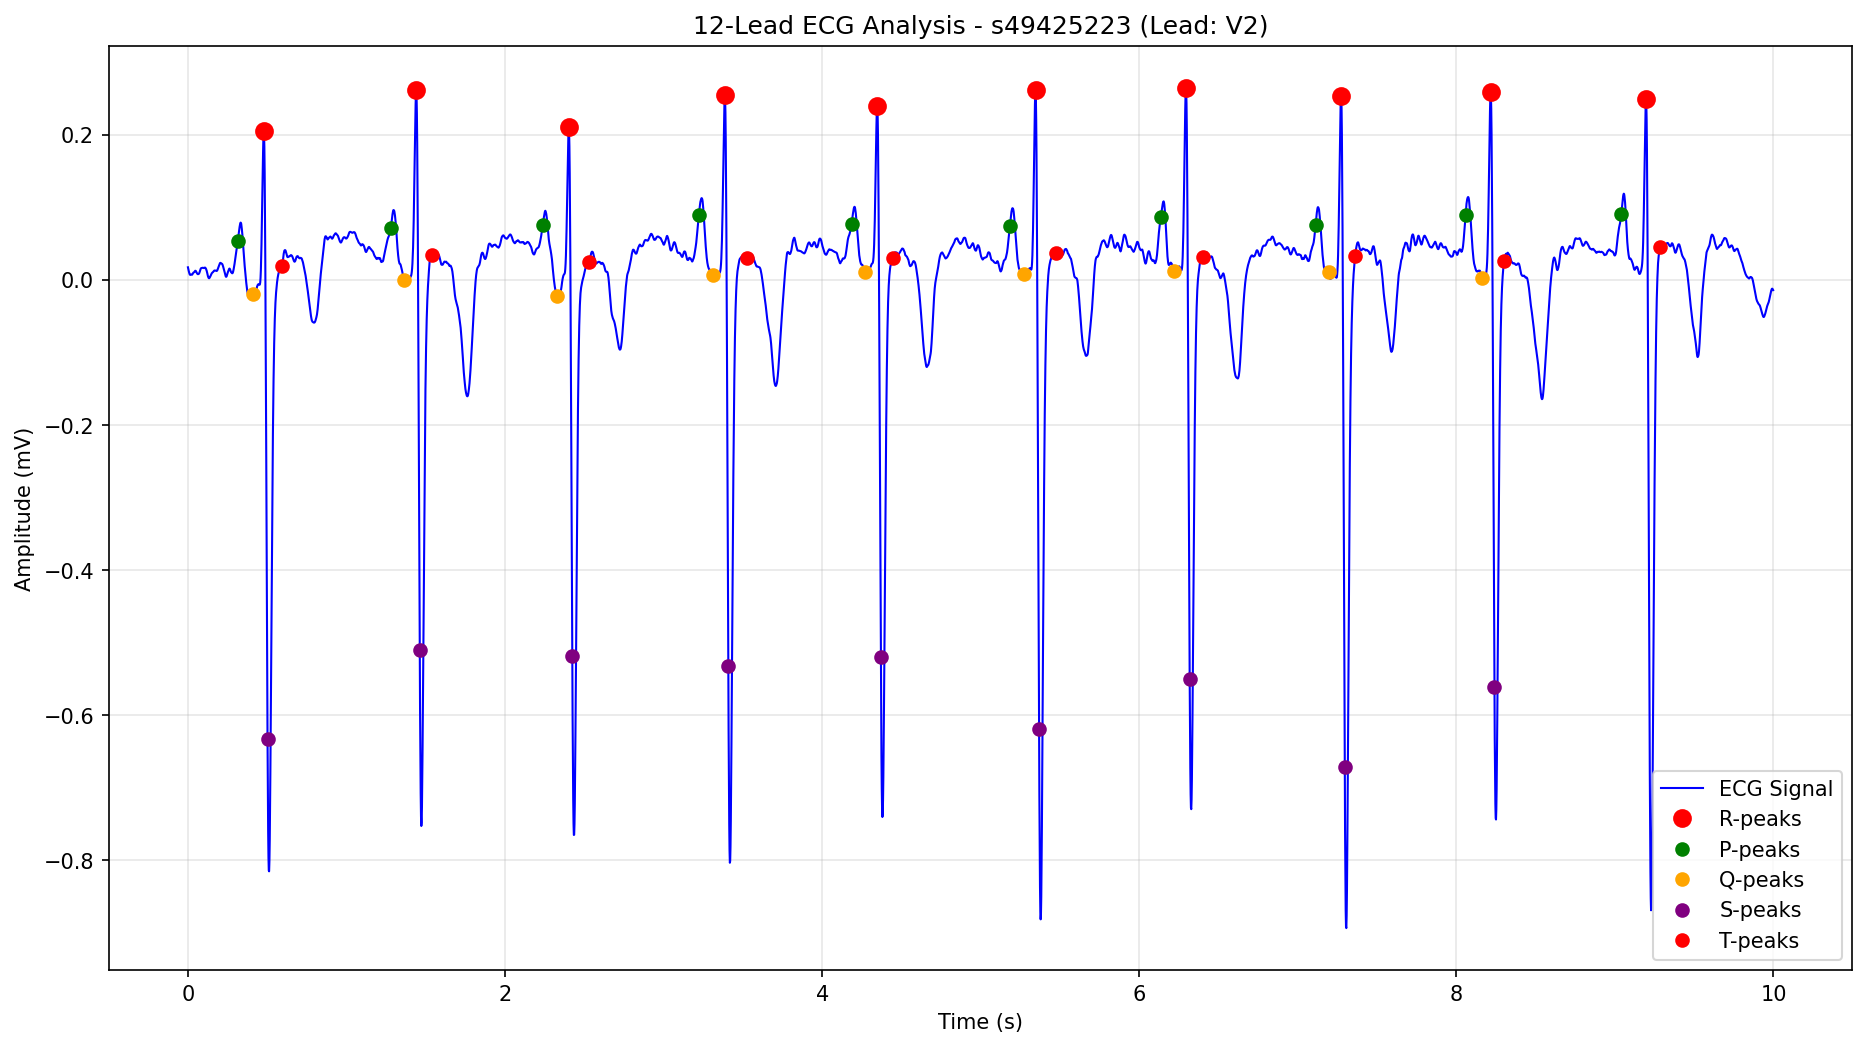 12-Lead ECG Analysis - s49425223 (Lead: V2)
Amplitude (mV)
0.2
0.0
−0.2
−0.4
−0.6
−0.8
ECG Signal
R-peaks
P-peaks
Q-peaks
S-peaks
T-peaks
0 2 4 6 8 10
Time (s)